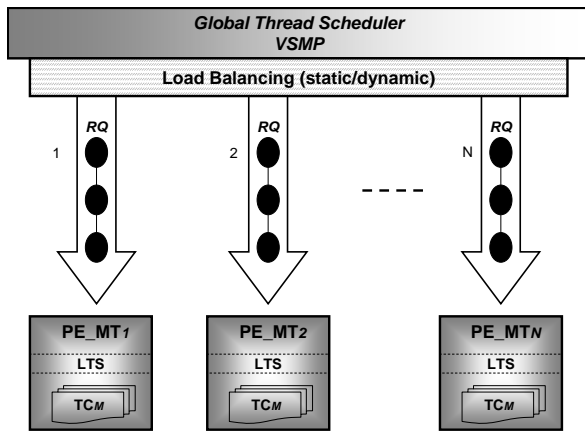 Global Thread Scheduler
VSMP
Load Balancing (static/dynamic)
RQ
RQ
RQ
1
2
N
PE_MT1
PE_MT2
PE_MTN
LTS
LTS
LTS
TCM
TCM
TCM